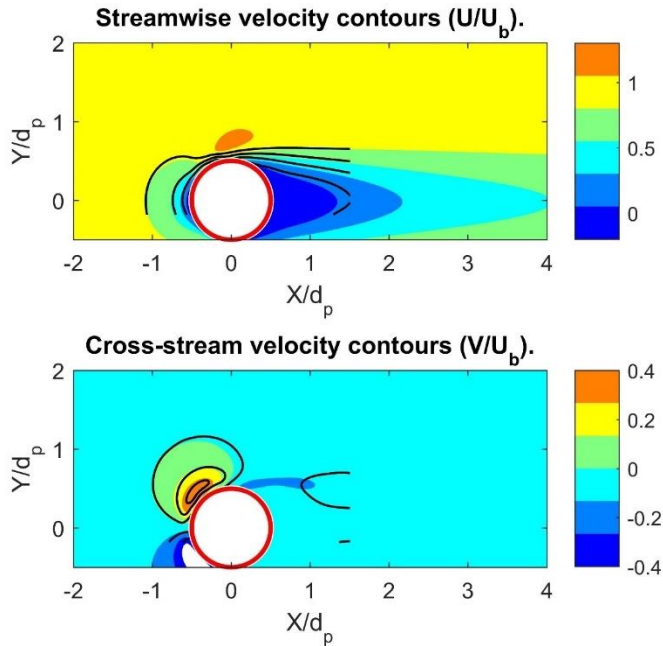 Streamwise velocity contours (U/U_b).
2
1
0
Y/d_p
-2 -1 0 1 2 3 4
X/d_p
1
0.5
0
Cross-stream velocity contours (V/U_b).
2
1
0
Y/d_p
-2 -1 0 1 2 3 4
X/d_p
0.4
0.2
0
-0.2
-0.4